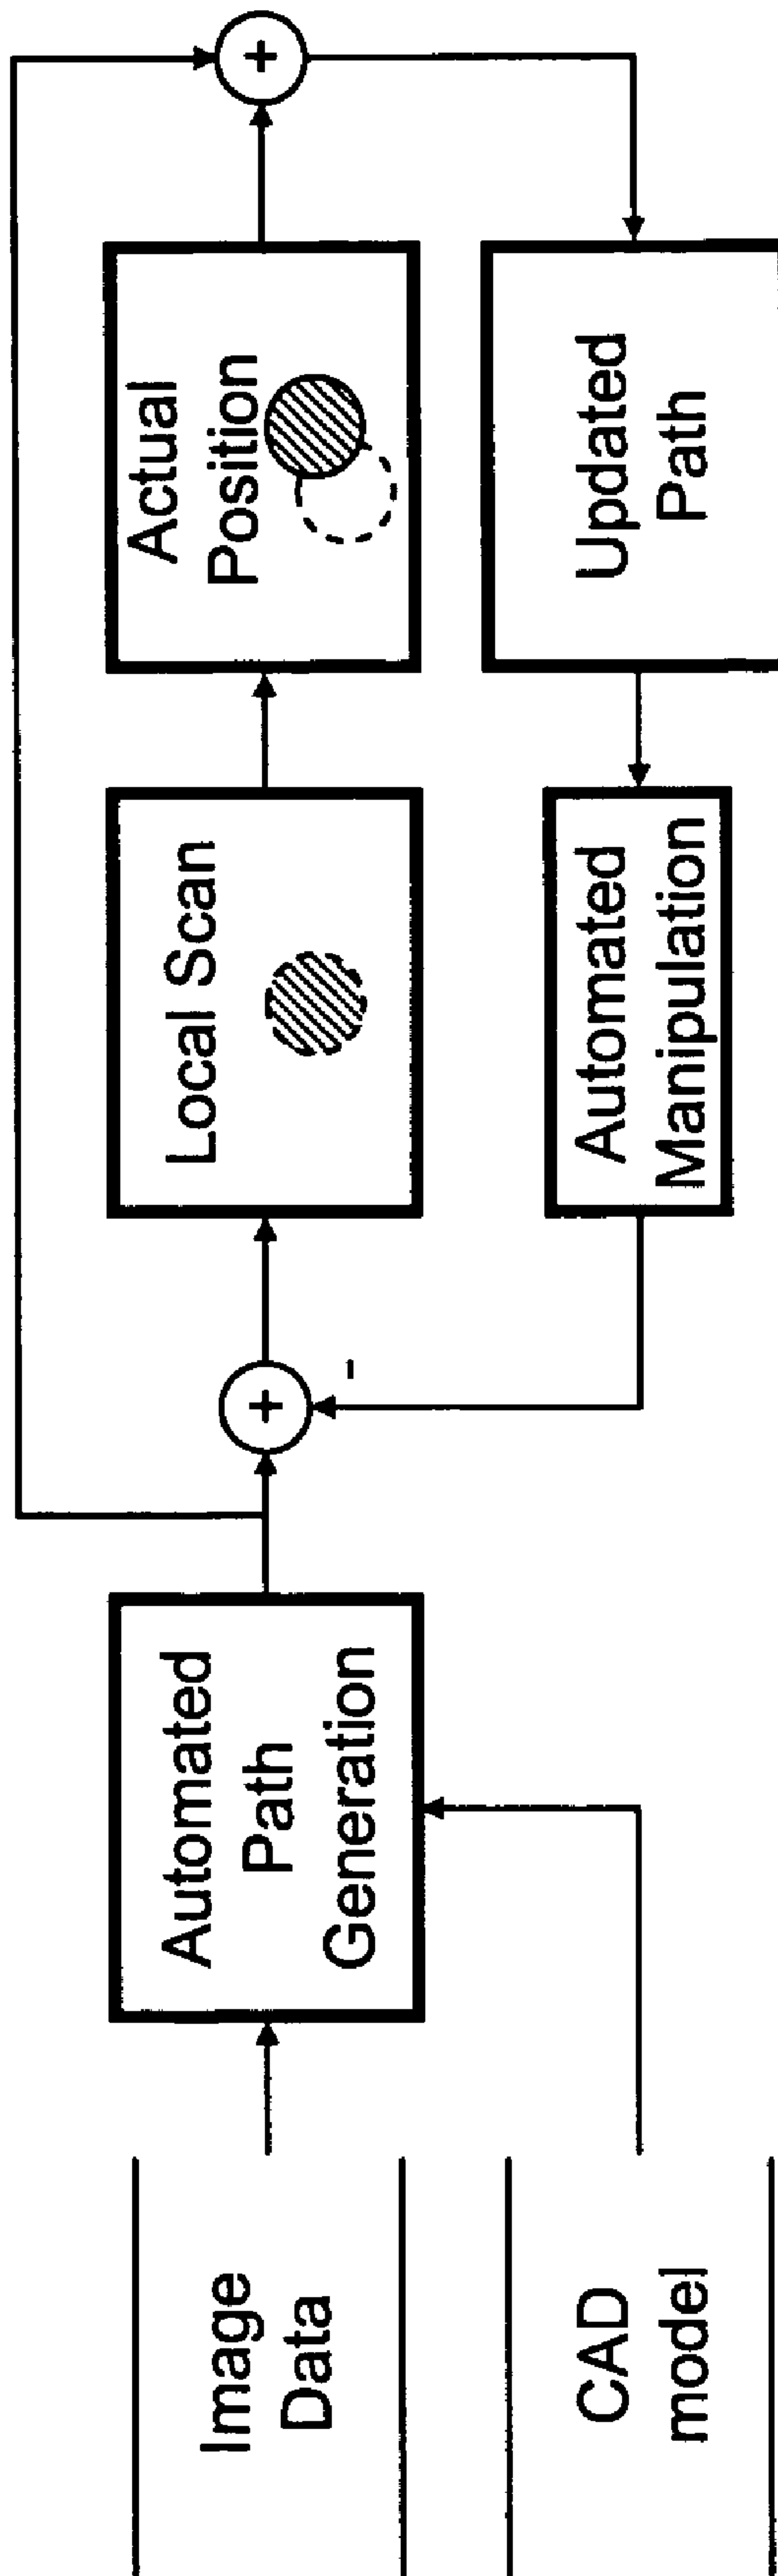 Image
Data
CAD
model
Automated
Path
Generation
+
-
Local Scan
Automated
Manipulation
Actual
Position
Updated
Path
+